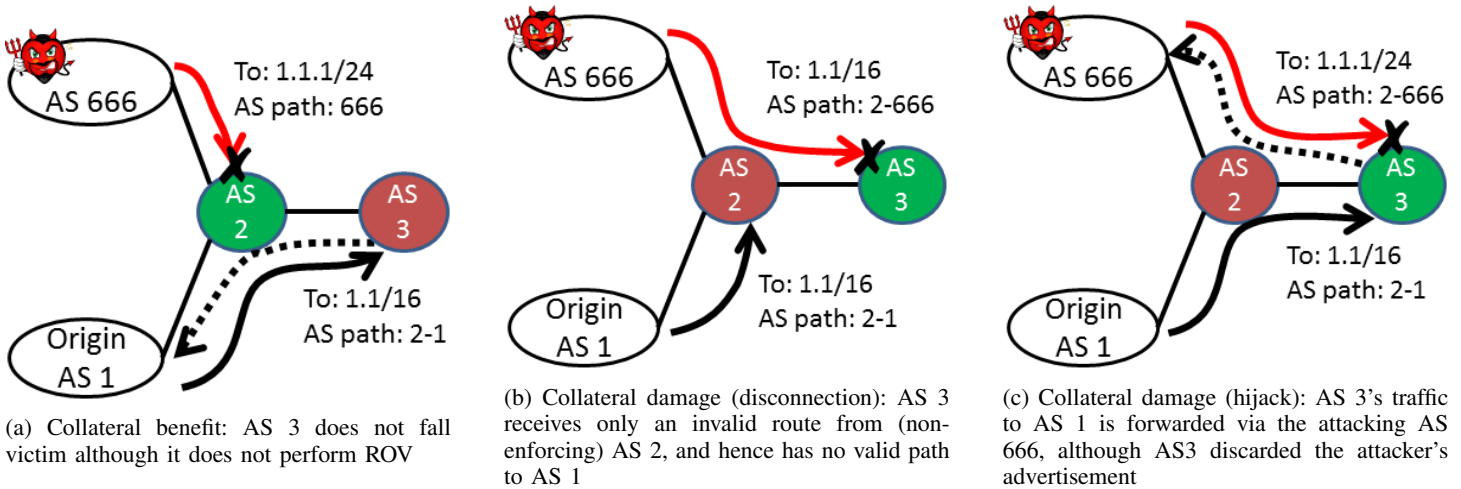 AS 666
To: 1.1.1/24
AS path: 666
AS
2
AS
3
To: 1.1/16
AS path: 2-1
Origin
AS 1
(a) Collateral benefit: AS 3 does not fall
victim although it does not perform ROV
AS 666
To: 1.1/16
AS path: 2-666
AS
2
AS
3
To: 1.1/16
AS path: 2-1
Origin
AS 1
(b) Collateral damage (disconnection): AS 3
receives only an invalid route from (non-
enforcing) AS 2, and hence has no valid path
to AS 1
AS 666
To: 1.1.1/24
AS path: 2-666
AS
2
AS
3
To: 1.1/16
AS path: 2-1
Origin
AS 1
(c) Collateral damage (hijack): AS 3's traffic
to AS 1 is forwarded via the attacking AS
666, although AS3 discarded the attacker's
advertisement